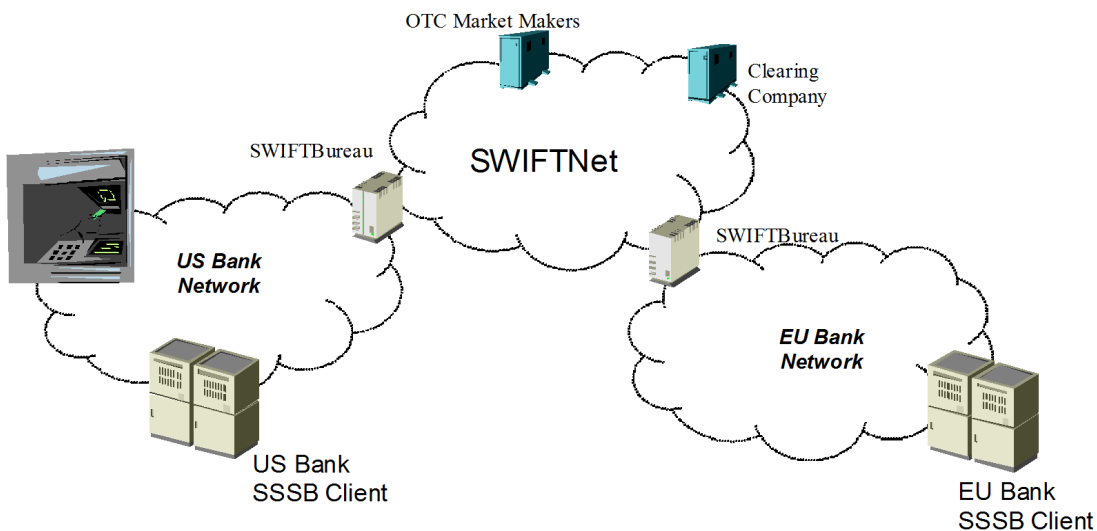 OTC Market Makers
Clearing
Company
SWIFTBureau
SWIFTNet
SWIFTBureau
US Bank
Network
EU Bank
Network
US Bank
SSSB Client
EU Bank
SSSB Client